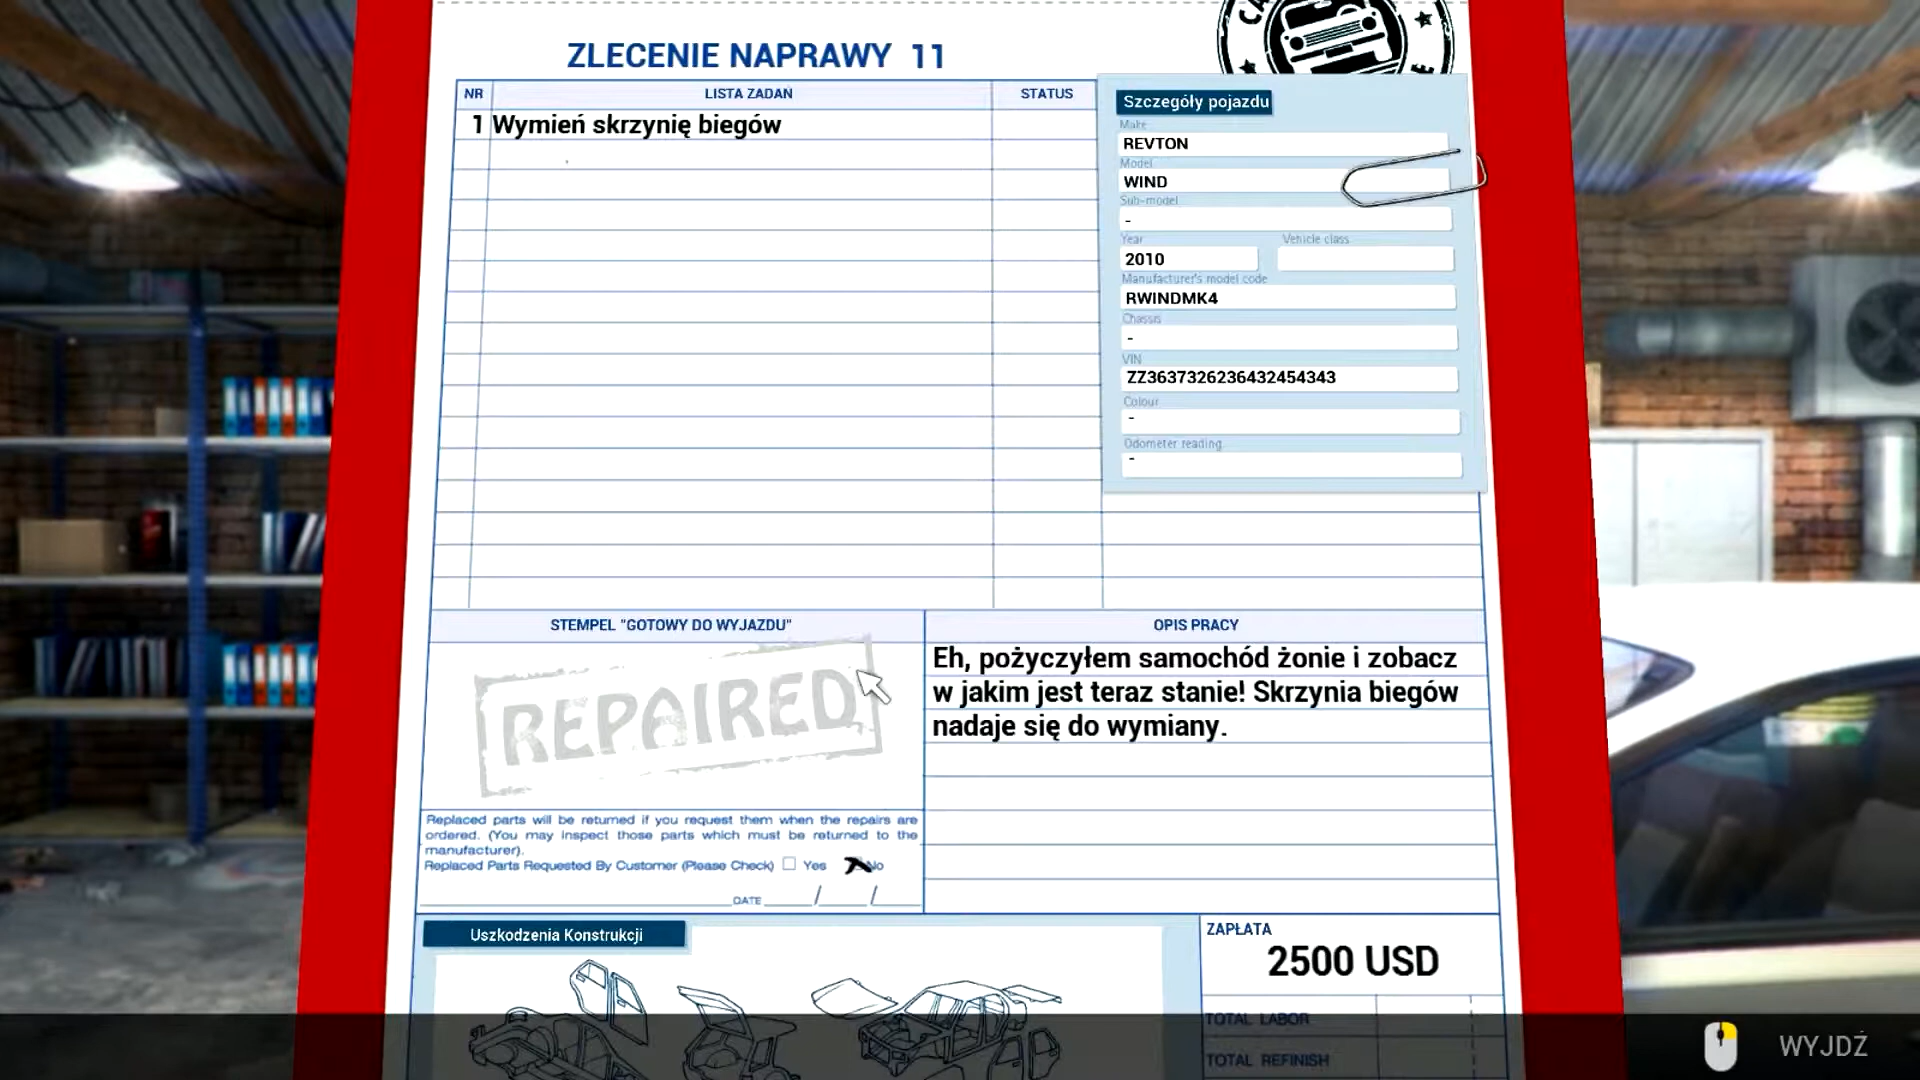 ZLECENIE NAPRAWY 11
NR LISTA ZADAŃ STATUS
1 Wymień skrzynię biegów
Szczegóły pojazdu
Make
REVTON
Model
WIND
Sub-model
-
Year Vehicle class
2010
Manufacturer's model code
RWINDMK4
Chassis
-
VIN
ZZ3637326236432454343
Colour
-
Odometer reading
-
STEMPEL "GOTOWY DO WYJAZDU"
REPAIRED
OPIS PRACY
Eh, pożyczyłem samochód żonie i zobacz
w jakim jest teraz stanie! Skrzynia biegów
nadaje się do wymiany.
Replaced parts will be returned if you request them when the repairs are
ordered. (You may inspect those parts which must be returned to the
manufacturer).
Replaced Parts Requested By Customer (Please Check) Yes No
DATE / /
Uszkodzenia Konstrukcji
ZAPŁATA
2500 USD
TOTAL LABOR
TOTAL REFINISH
WYJDŹ